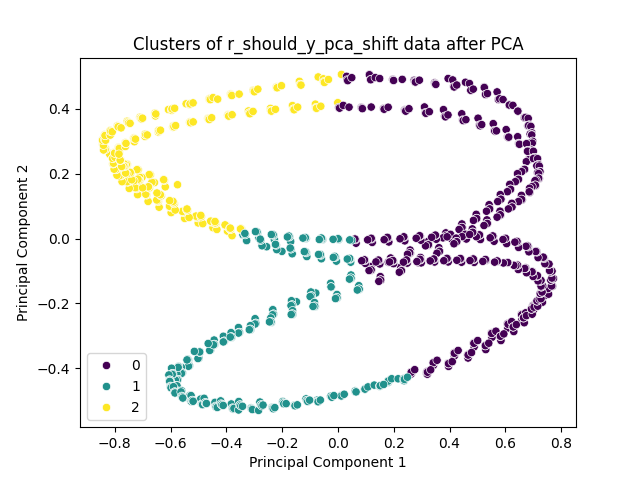 Clusters of r_should_y_pca_shift data after PCA
Principal Component 2
0.4
0.2
0.0
−0.2
−0.4
0
1
2
−0.8 −0.6 −0.4 −0.2 0.0 0.2 0.4 0.6 0.8
Principal Component 1